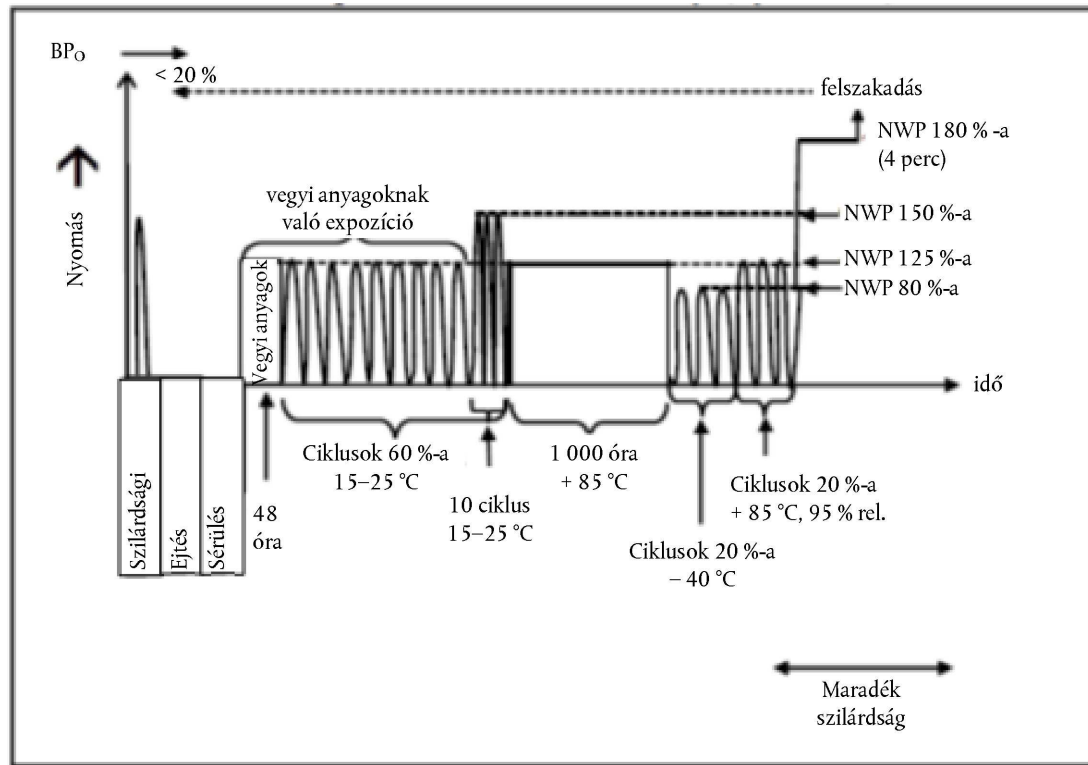 BPO
< 20 %
felszakadás
NWP 180 % -a
(4 perc)
Nyomás
vegyi anyagoknak
való expozíció
NWP 150 %-a
NWP 125 %-a
NWP 80 %-a
Vegyi anyagok
idő
Szilárdsági
Ejtés
Sérülés
48
óra
Ciklusok 60 %-a
15–25 °C
10 ciklus
15–25 °C
1 000 óra
+ 85 °C
Ciklusok 20 %-a
– 40 °C
Ciklusok 20 %-a
+ 85 °C, 95 % rel.
Maradék
szilárdság